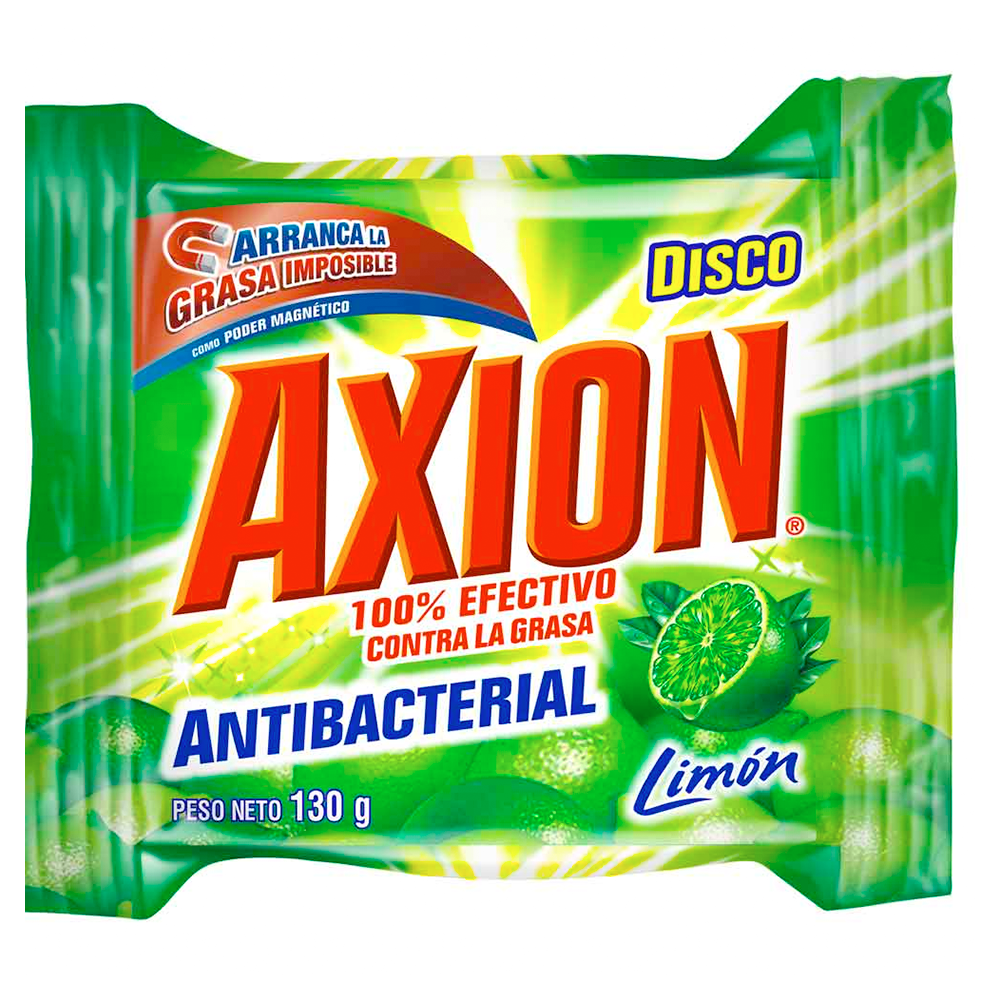 ARRANCA LA
GRASA IMPOSIBLE
COMO PODER MAGNÉTICO
DISCO
AXION®
100% EFECTIVO
CONTRA LA GRASA
ANTIBACTERIAL
Limón
PESO NETO 130 g